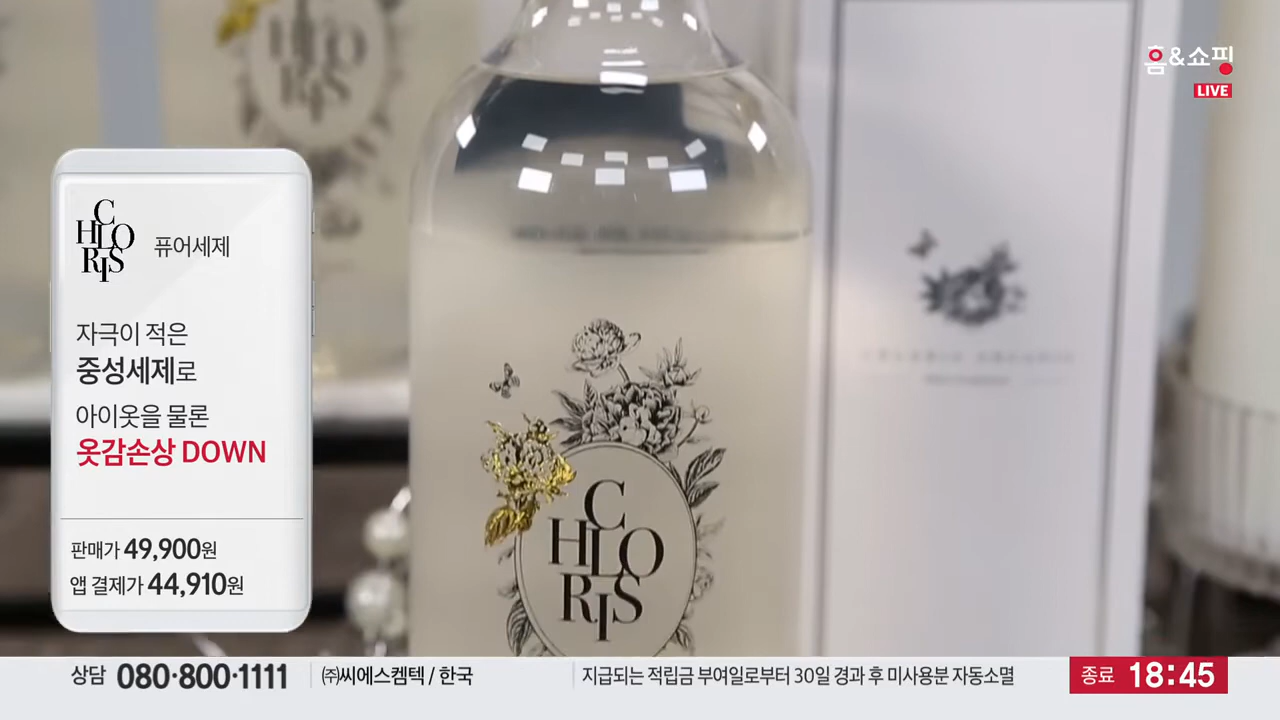 홈&쇼핑
LIVE
CHLORIS
CHLORIS
퓨어세제
자극이 적은
중성세제로
아이옷을 물론
옷감손상 DOWN
판매가 49,900원
앱 결제가 44,910원
CHLORIS
상담 080·800·1111
㈜씨에스켐텍 / 한국
지급되는 적립금 부여일로부터 30일 경과 후 미사용분 자동소멸
종료 18:45